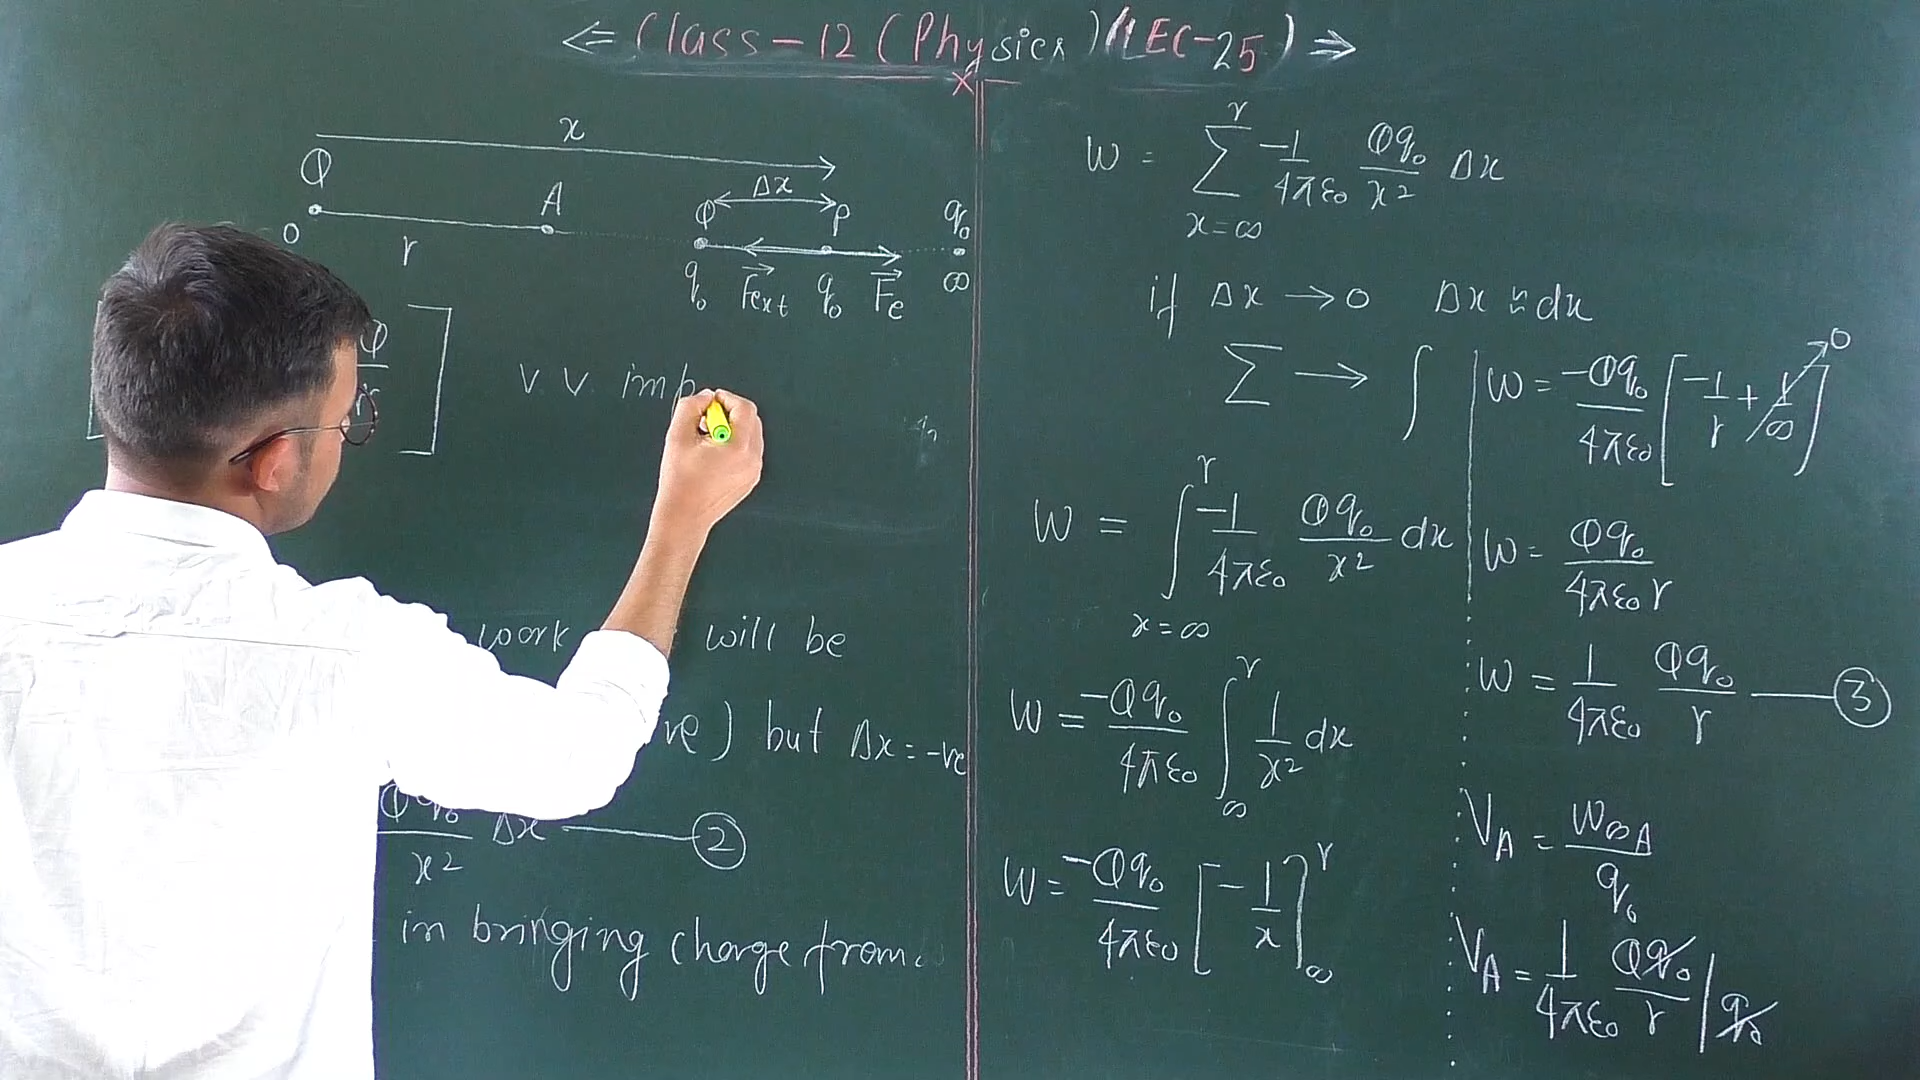 ⇐ Class-12 (Physics) (LEC-25) ⇒
x
Q A Δx
Q P q₀
O r
q₀ F⃗ext q₀ F⃗e ∞
Q/r
V. V. imp
work will be
ve) but Δx = -ve
Qq₀/x² Δx —— ②
in bringing charge from
W = Σ_{x=∞}^{r} -1/4πε₀ Qq₀/x² Δx
if Δx → 0 Δx ≈ dx
Σ → ∫
W = ∫_{x=∞}^{r} -1/4πε₀ Qq₀/x² dx
W = -Qq₀/4πε₀ ∫_{∞}^{r} 1/x² dx
W = -Qq₀/4πε₀ [-1/x]_{∞}^{r}
W = -Qq₀/4πε₀ [-1/r + 1/∞] 0
W = Qq₀/4πε₀r
W = 1/4πε₀ Qq₀/r —— ③
V_A = W∞A/q₀
V_A = 1/4πε₀ Qq₀/r / q₀